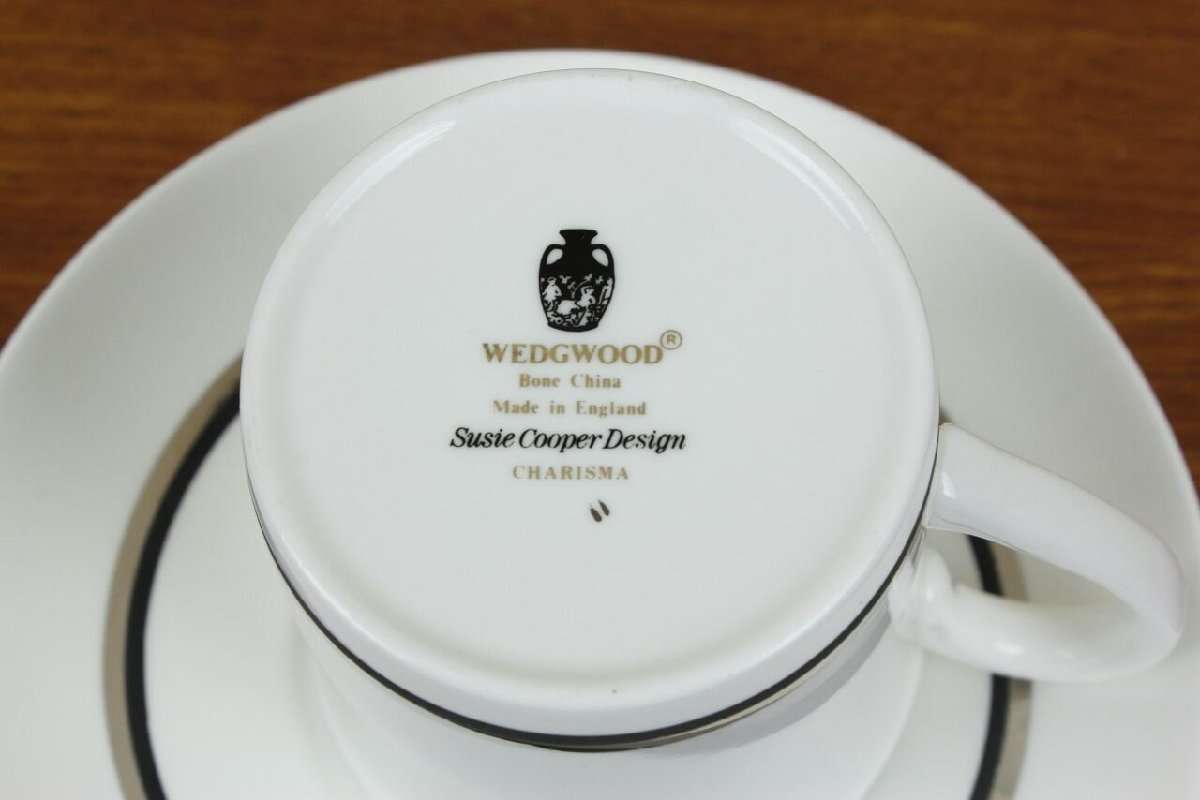 WEDGWOOD®
Bone China
Made in England
Susie Cooper Design
CHARISMA